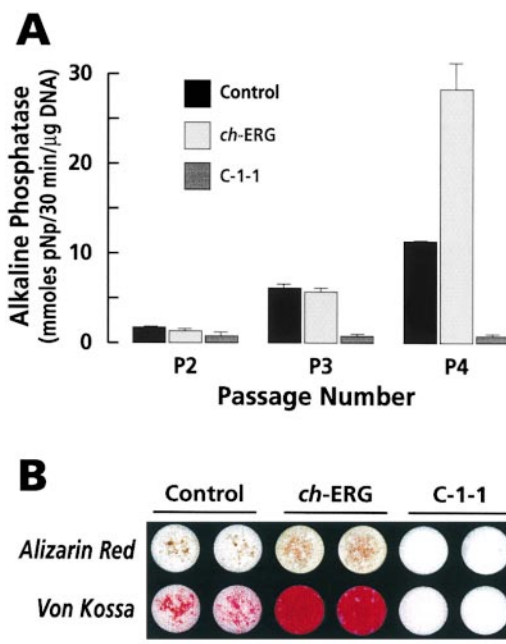 A
Alkaline Phosphatase
(mmoles pNp/30 min/µg DNA)
30
20
10
0
Control
ch-ERG
C-1-1
P2 P3 P4
Passage Number
B
Control ch-ERG C-1-1
Alizarin Red
Von Kossa